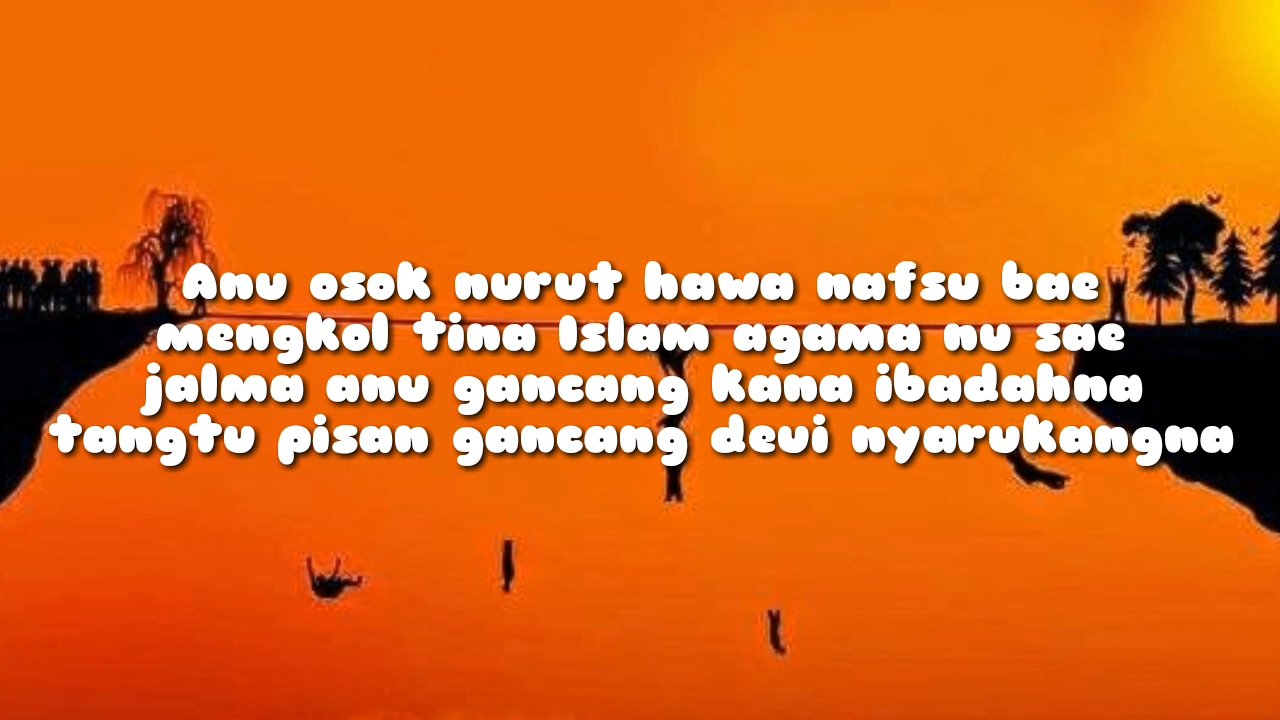 Anu osok nurut hawa nafsu bae
mengkol tina Islam agama nu sae
jalma anu gancang kana ibadahna
tangtu pisan gancang deui nyarukangna